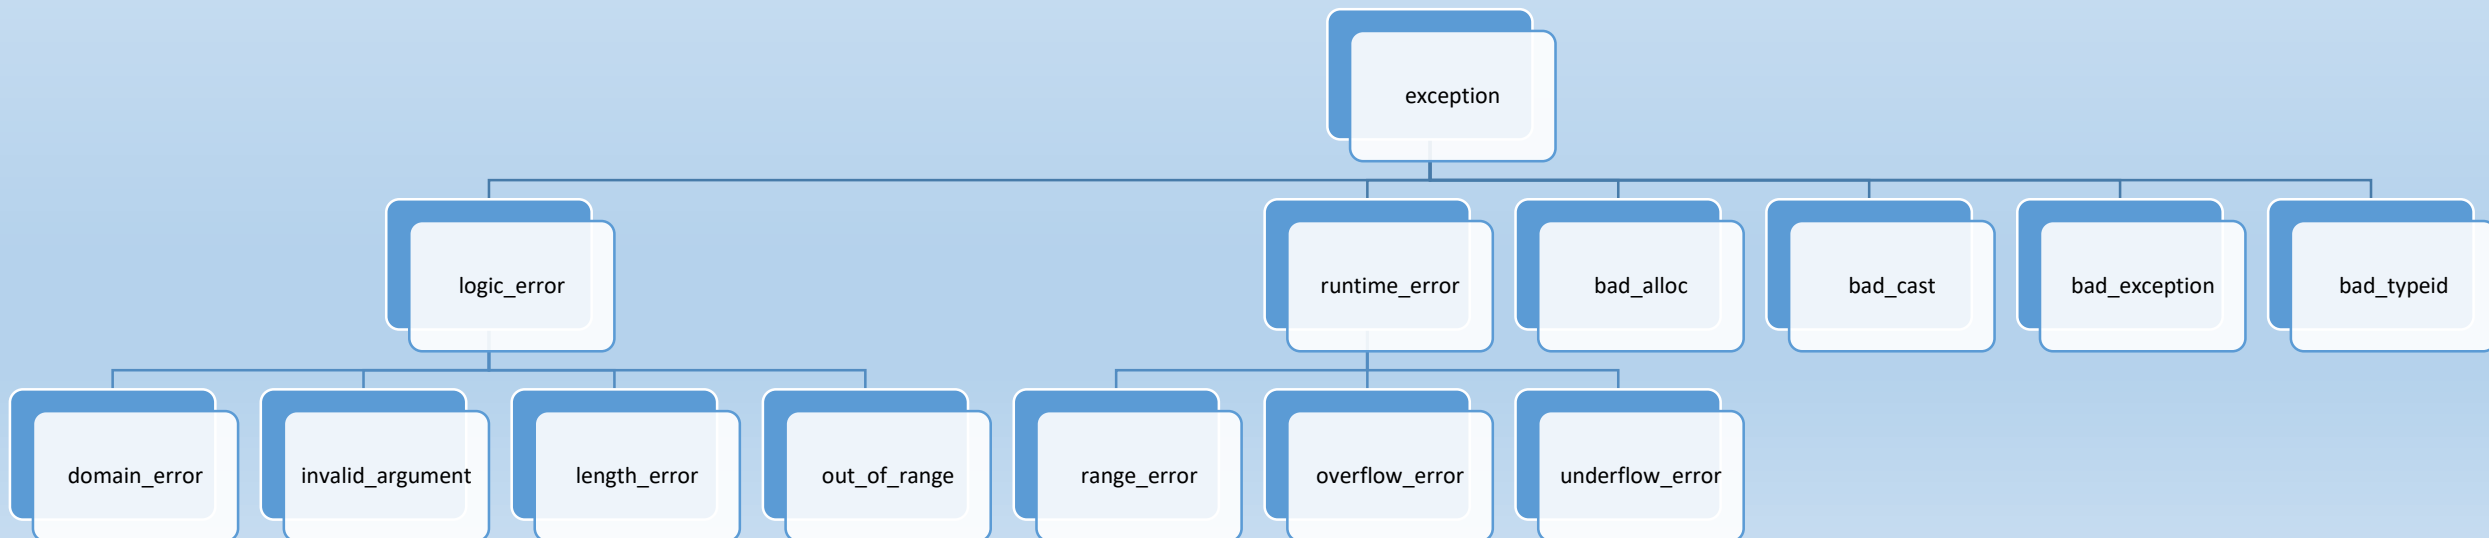 exception
logic_error
runtime_error
bad_alloc
bad_cast
bad_exception
bad_typeid
domain_error
invalid_argument
length_error
out_of_range
range_error
overflow_error
underflow_error